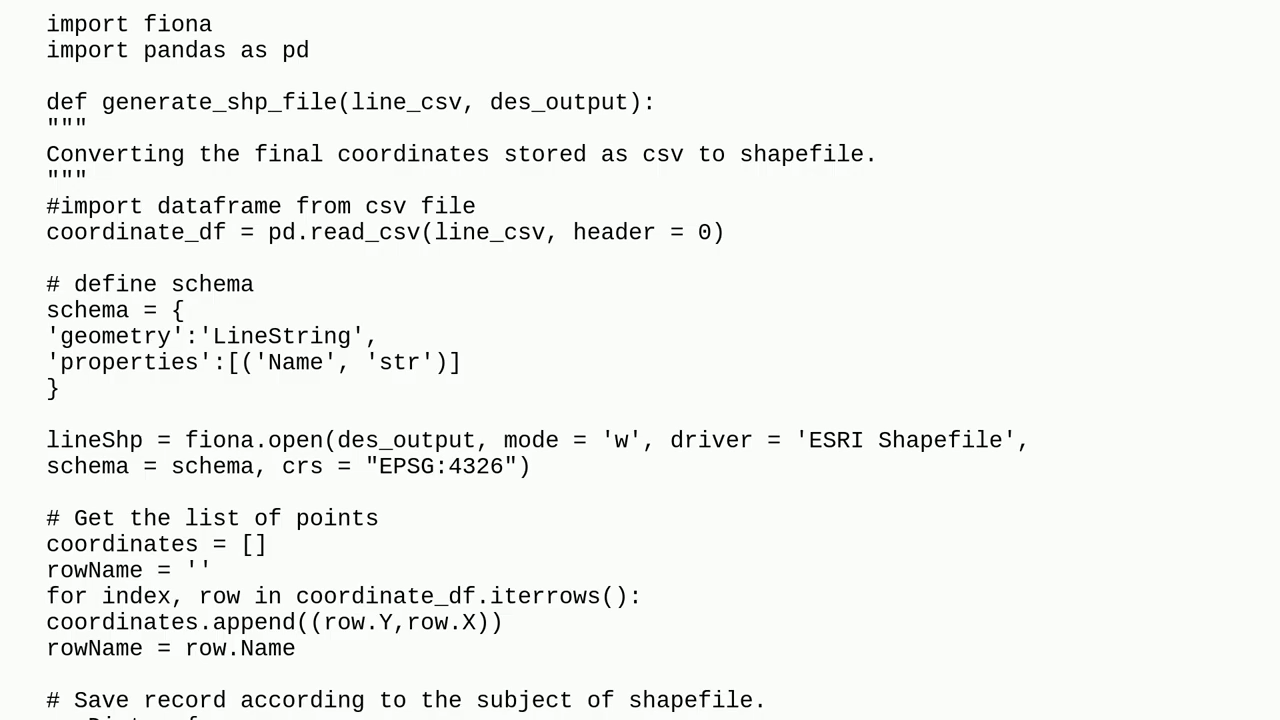 import fiona
import pandas as pd
def generate_shp_file(line_csv, des_output):
"""
Converting the final coordinates stored as csv to shapefile.
"""
#import dataframe from csv file
coordinate_df = pd.read_csv(line_csv, header = 0)
# define schema
schema = {
'geometry':'LineString',
'properties':[('Name', 'str')]
}
lineShp = fiona.open(des_output, mode = 'w', driver = 'ESRI Shapefile',
schema = schema, crs = "EPSG:4326")
# Get the list of points
coordinates = []
rowName = ''
for index, row in coordinate_df.iterrows():
coordinates.append((row.Y,row.X))
rowName = row.Name
# Save record according to the subject of shapefile.